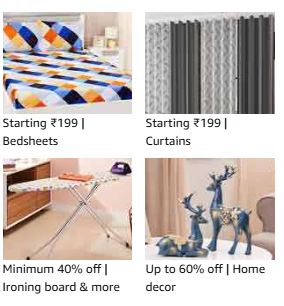 Starting ₹199 |
Bedsheets
Starting ₹199 |
Curtains
Minimum 40% off |
Ironing board & more
Up to 60% off | Home
decor